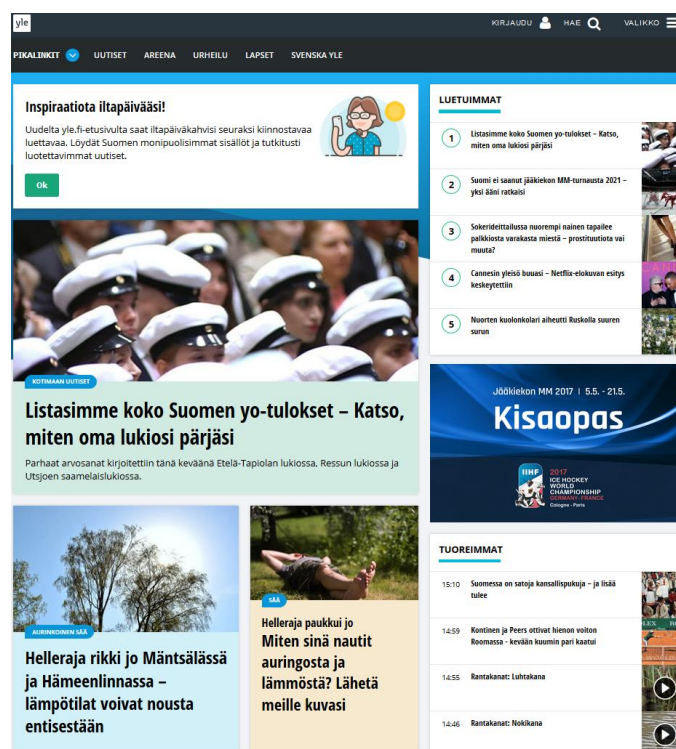 yle
KIRJAUDU
HAE
VALIKKO
PIKALINKIT
UUTISET
AREENA
URHEILU
LAPSET
SVENSKA YLE
Inspiraatiota iltapäivääsi!
Uudelta yle.fi-etusivulta saat iltapäiväkahvisi seuraksi kiinnostavaa
luettavaa. Löydät Suomen monipuolisimmat sisällöt ja tutkitusti
luotettavimmat uutiset.
Ok
KOTIMAAN UUTISET
Listasimme koko Suomen yo-tulokset – Katso,
miten oma lukiosi pärjäsi
Parhaat arvosanat kirjoitettiin tänä keväänä Etelä-Tapiolan lukiossa, Ressun lukiossa ja
Utsjoen saamelaislukiossa.
AURINKOINEN SÄÄ
Helleraja rikki jo Mäntsälässä
ja Hämeenlinnassa –
lämpötilat voivat nousta
entisestään
SÄÄ
Helleraja paukkui jo
Miten sinä nautit
auringosta ja
lämmöstä? Lähetä
meille kuvasi
LUETUIMMAT
1
Listasimme koko Suomen yo-tulokset – Katso,
miten oma lukiosi pärjäsi
2
Suomi ei saanut jääkiekon MM-turnausta 2021 –
yksi ääni ratkaisi
3
Sokerideittailussa nuorempi nainen tapailee
palkkiosta varakasta miestä – prostituutiota vai
muuta?
4
Cannesin yleisö buuasi – Netflix-elokuvan esitys
keskeytettiin
5
Nuorten kuolonkolari aiheutti Ruskolla suuren
surun
Jääkiekon MM 2017 | 5.5. - 21.5.
Kisaopas
IIHF
2017
ICE HOCKEY
WORLD
CHAMPIONSHIP
GERMANY FRANCE
Cologne - Paris
TUOREIMMAT
15:10
Suomessa on satoja kansallispukuja – ja lisää
tulee
14:59
Kontinen ja Peers ottivat hienon voiton
Roomassa - kevään kuumin pari kaatui
14:55
Rantakanat: Luhtakana
14:46
Rantakanat: Nokikana